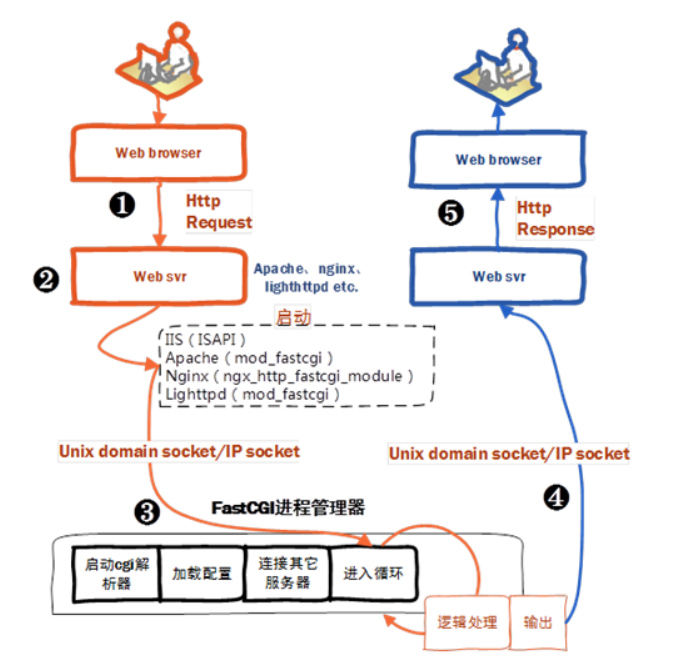 Web browser
❶
Http
Request
❷
Web svr
Apache、nginx、
lighthttpd etc.
启动
IIS（ISAPI）
Apache（mod_fastcgi）
Nginx（ngx_http_fastcgi_module）
Lighttpd（mod_fastcgi）
Unix domain socket/IP socket
❸
FastCGI进程管理器
启动cgi解
析器
加载配置
连接其它
服务器
进入循环
逻辑处理
输出
❹
Unix domain socket/IP socket
Web svr
❺
Http
Response
Web browser